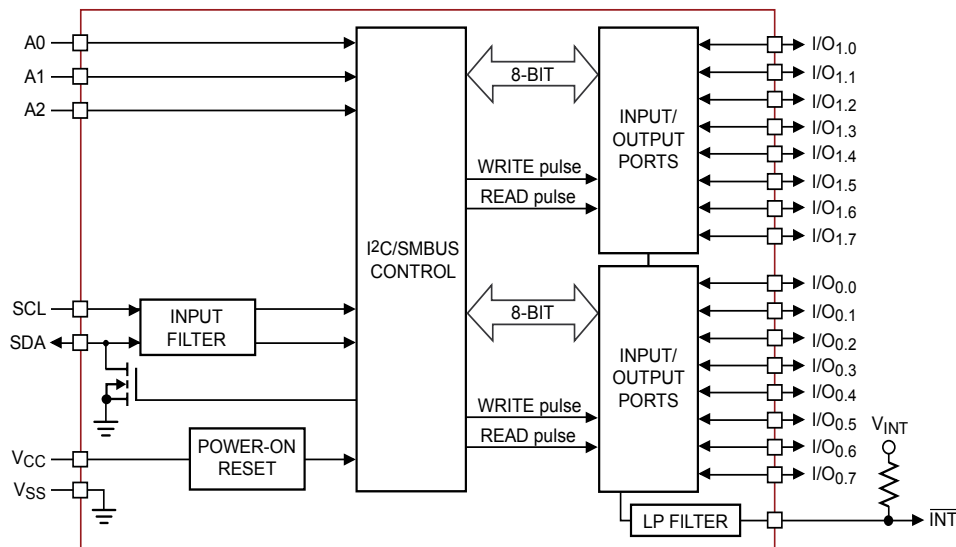 A0
A1
A2
SCL
SDA
VCC
VSS
INPUT
FILTER
POWER-ON
RESET
I²C/SMBUS
CONTROL
8-BIT
WRITE pulse
READ pulse
8-BIT
WRITE pulse
READ pulse
INPUT/
OUTPUT
PORTS
INPUT/
OUTPUT
PORTS
LP FILTER
I/O1.0
I/O1.1
I/O1.2
I/O1.3
I/O1.4
I/O1.5
I/O1.6
I/O1.7
I/O0.0
I/O0.1
I/O0.2
I/O0.3
I/O0.4
I/O0.5
I/O0.6
I/O0.7
VINT
INT